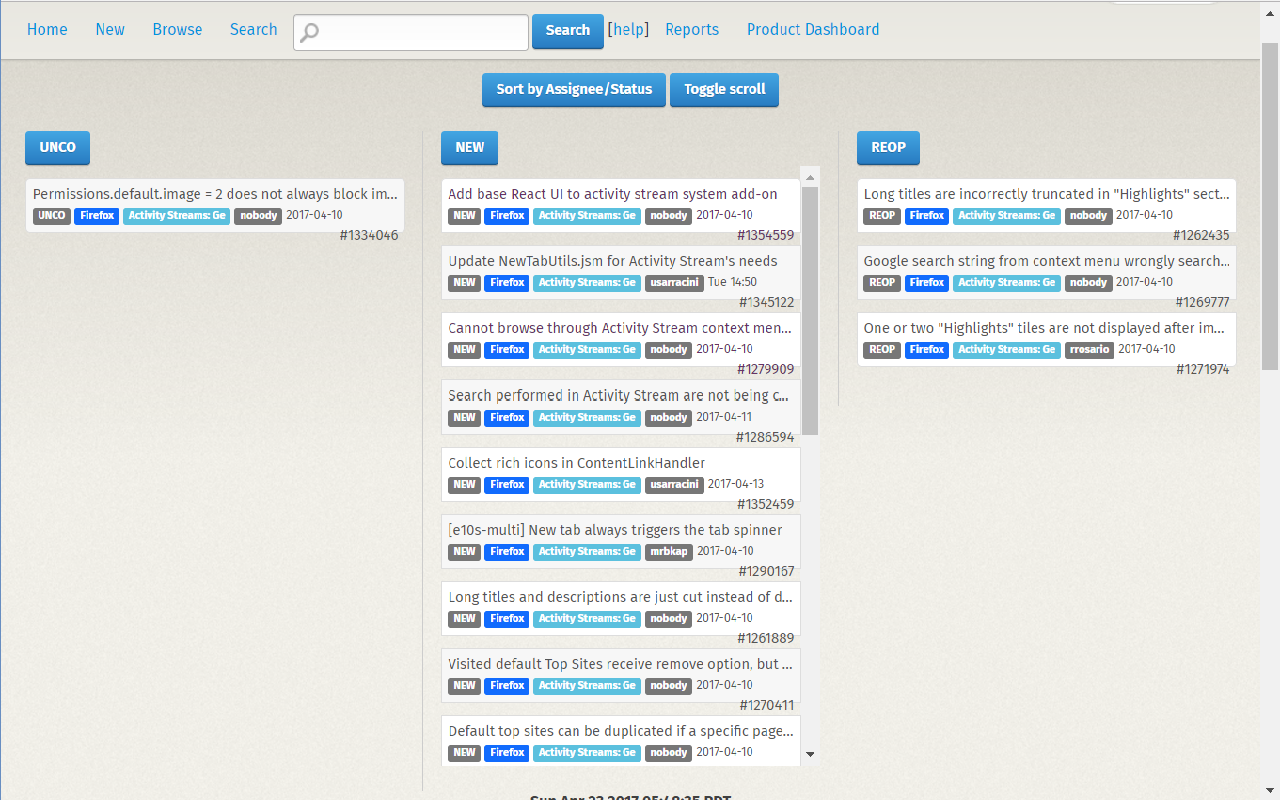 Home New Browse Search Search [help] Reports Product Dashboard
Sort by Assignee/Status Toggle scroll
UNCO
Permissions.default.image = 2 does not always block im...
UNCO Firefox Activity Streams: Ge nobody 2017-04-10
#1334046
NEW
Add base React UI to activity stream system add-on
NEW Firefox Activity Streams: Ge nobody 2017-04-10
#1354559
Update NewTabUtils.jsm for Activity Stream's needs
NEW Firefox Activity Streams: Ge usarracini Tue 14:50
#1345122
Cannot browse through Activity Stream context men...
NEW Firefox Activity Streams: Ge nobody 2017-04-10
#1279909
Search performed in Activity Stream are not being c...
NEW Firefox Activity Streams: Ge nobody 2017-04-11
#1286594
Collect rich icons in ContentLinkHandler
NEW Firefox Activity Streams: Ge usarracini 2017-04-13
#1352459
[e10s-multi] New tab always triggers the tab spinner
NEW Firefox Activity Streams: Ge mrbkap 2017-04-10
#1290167
Long titles and descriptions are just cut instead of d...
NEW Firefox Activity Streams: Ge nobody 2017-04-10
#1261889
Visited default Top Sites receive remove option, but ...
NEW Firefox Activity Streams: Ge nobody 2017-04-10
#1270411
Default top sites can be duplicated if a specific page...
NEW Firefox Activity Streams: Ge nobody 2017-04-10
REOP
Long titles are incorrectly truncated in "Highlights" sect...
REOP Firefox Activity Streams: Ge nobody 2017-04-10
#1262435
Google search string from context menu wrongly search...
REOP Firefox Activity Streams: Ge nobody 2017-04-10
#1269777
One or two "Highlights" tiles are not displayed after im...
REOP Firefox Activity Streams: Ge rrosario 2017-04-10
#1271974
Sun Apr 23 2017 05:49:35 PDT